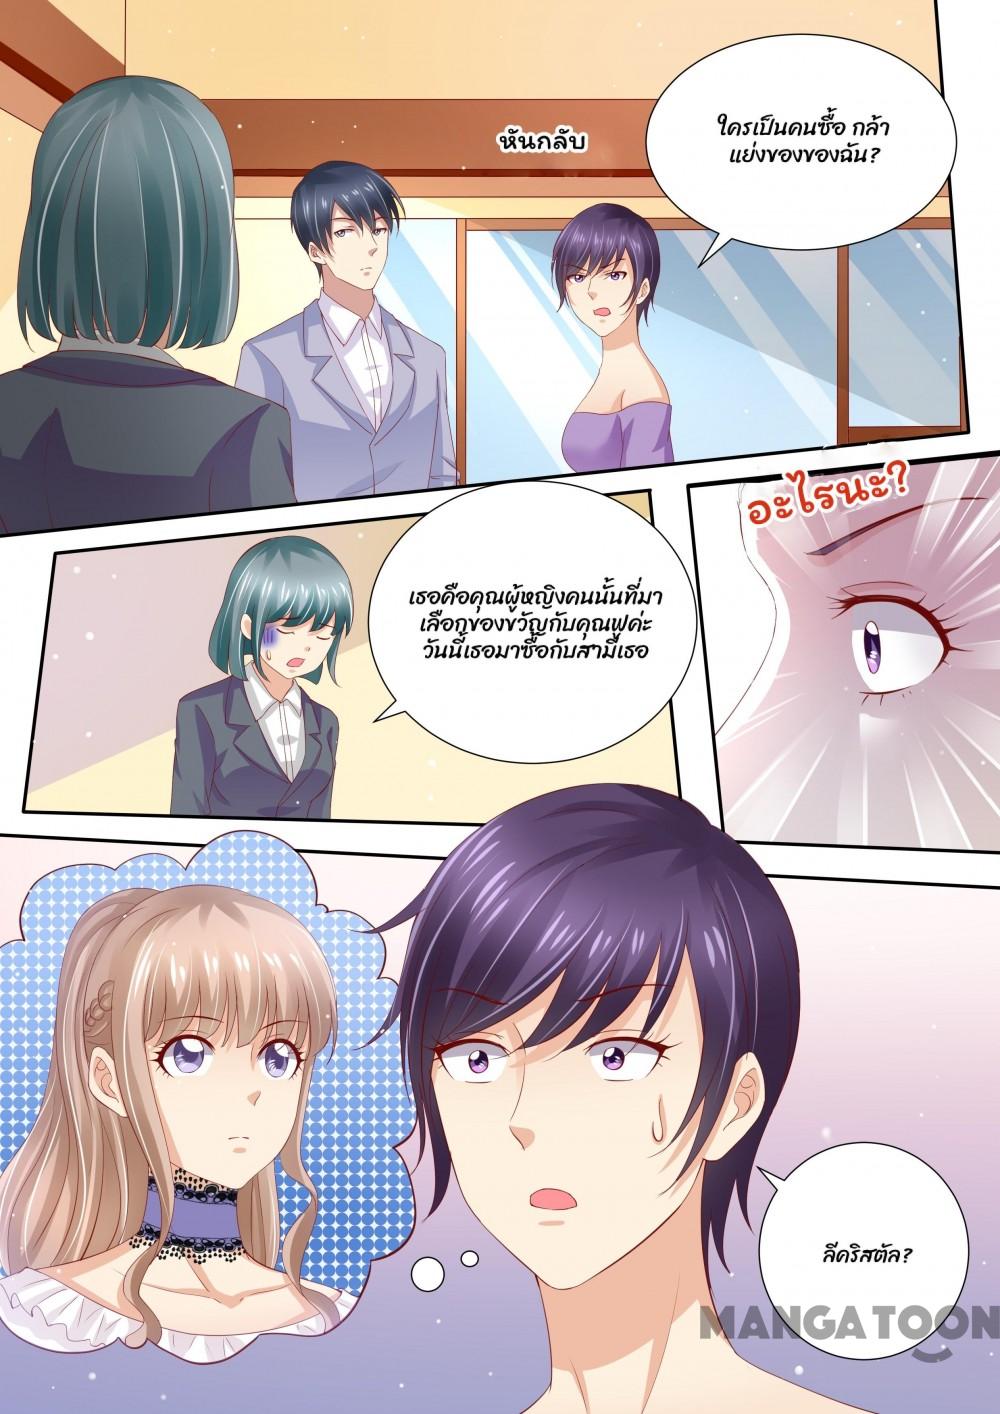 หันกลับ
ใครเป็นคนซื้อ กล้า
แย่งของของฉัน?
อะไรนะ?
เธอคือคุณผู้หญิงคนนั้นที่มา
เลือกของขวัญกับคุณฟูค่ะ
วันนี้เธอมาซื้อกับสามีเธอ
ลีคริสตัล?
MANGATOON